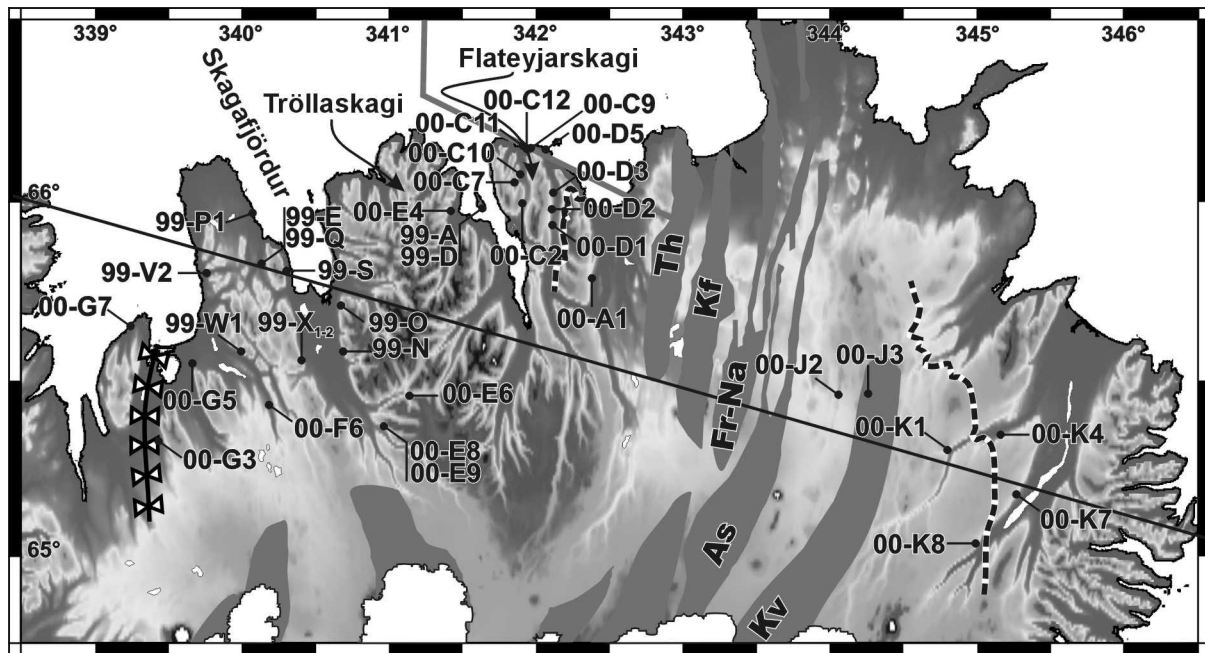 339° 340° 341° 342° 343° 344° 345° 346°
Flateyjarskagi
Skagafjördur
Tröllaskagi
00-C12
00-C9
00-C11
00-D5
00-C10
00-D3
00-C7
66°
99-P1
99-E
99-Q
00-E4
99-A
99-D
00-D2
00-D1
00-C2
99-V2
99-S
Th
Kf
00-G7
99-W1
99-X1-2
99-O
99-N
00-A1
00-J2
00-J3
00-G5
00-E6
Fr-Na
00-F6
00-K1
00-K4
00-G3
00-E8
00-E9
00-K7
65°
As
00-K8
Kv